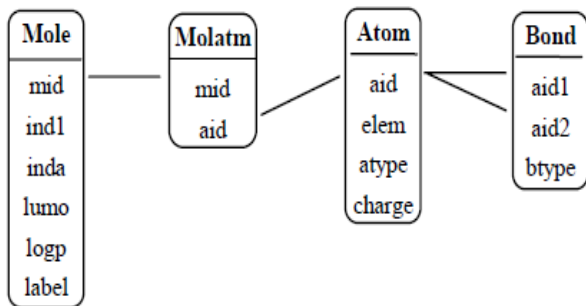 Mole
mid
ind1
inda
lumo
logp
label
Molatm
mid
aid
Atom
aid
elem
atype
charge
Bond
aid1
aid2
btype